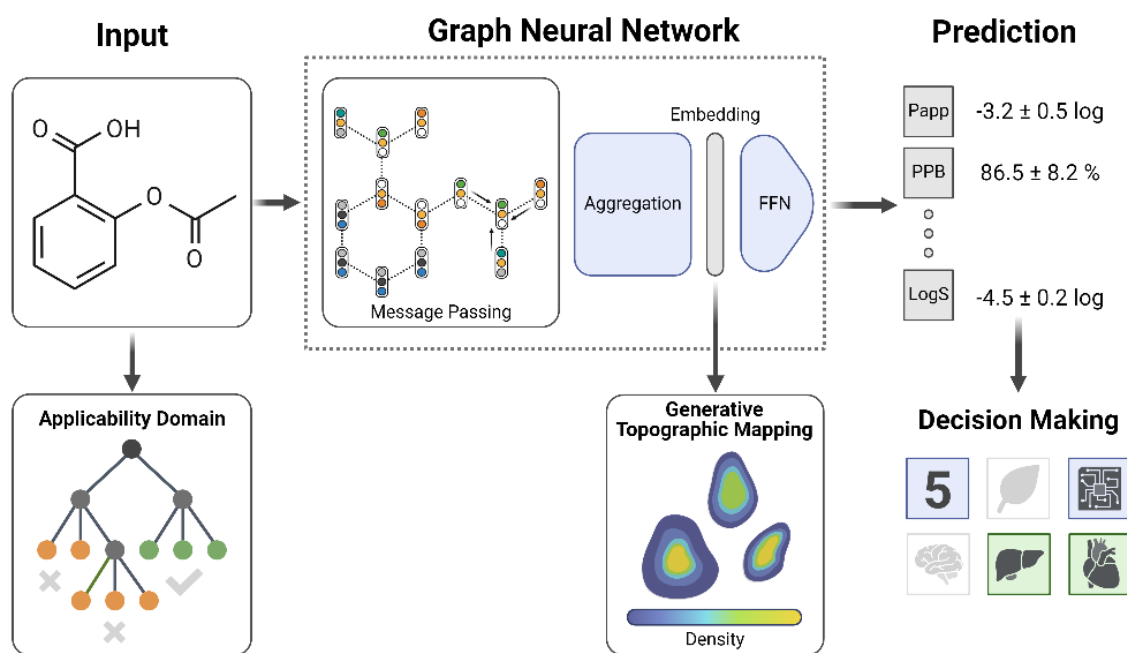 Input
Graph Neural Network
Prediction
O
OH
O
O
Message Passing
Aggregation
Embedding
FFN
Papp
-3.2 ± 0.5 log
PPB
86.5 ± 8.2 %
LogS
-4.5 ± 0.2 log
Applicability Domain
Generative
Topographic Mapping
Density
Decision Making
5